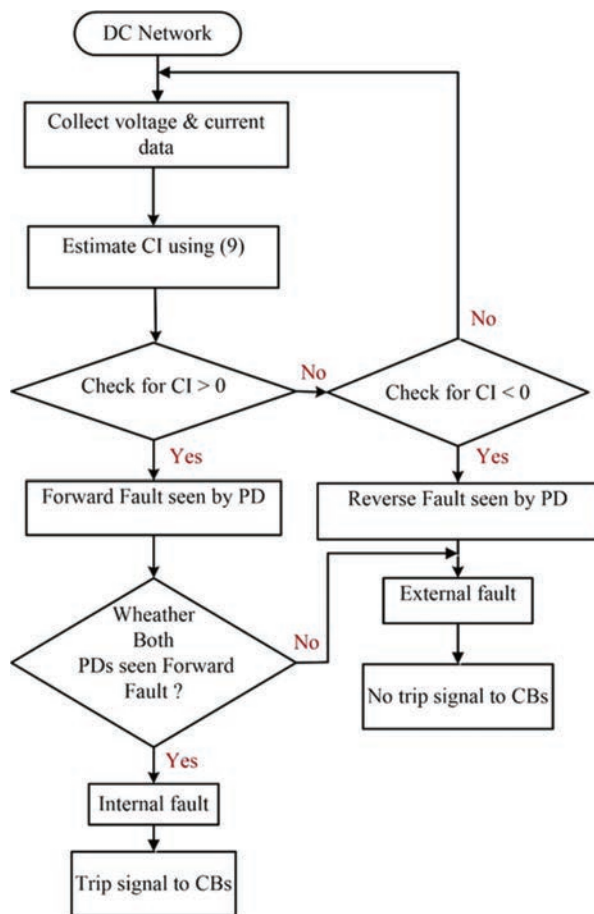 DC Network
Collect voltage & current
data
Estimate CI using (9)
No
Check for CI > 0
No
Check for CI < 0
Yes
Yes
Forward Fault seen by PD
Reverse Fault seen by PD
Wheather
Both
PDs seen Forward
Fault ?
No
External fault
No trip signal to CBs
Yes
Internal fault
Trip signal to CBs